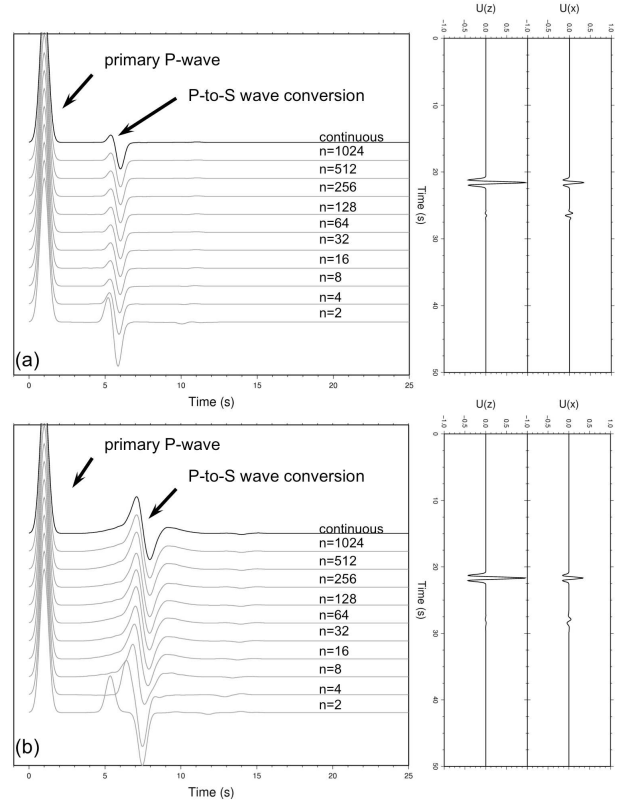 primary P-wave
P-to-S wave conversion
continuous
n=1024
n=512
n=256
n=128
n=64
n=32
n=16
n=8
n=4
n=2
(a)
0 5 10 15 20 25
Time (s)
U(z) U(x)
-1.0 -0.5 0.0 0.5 1.0 -1.0 -0.5 0.0 0.5 1.0
0
10
20
30
40
50
Time (s)
primary P-wave
P-to-S wave conversion
continuous
n=1024
n=512
n=256
n=128
n=64
n=32
n=16
n=8
n=4
n=2
(b)
0 5 10 15 20 25
Time (s)
U(z) U(x)
-1.0 -0.5 0.0 0.5 -1.0 -0.5 0.0 0.5 1.0
0
10
20
30
40
50
Time (s)